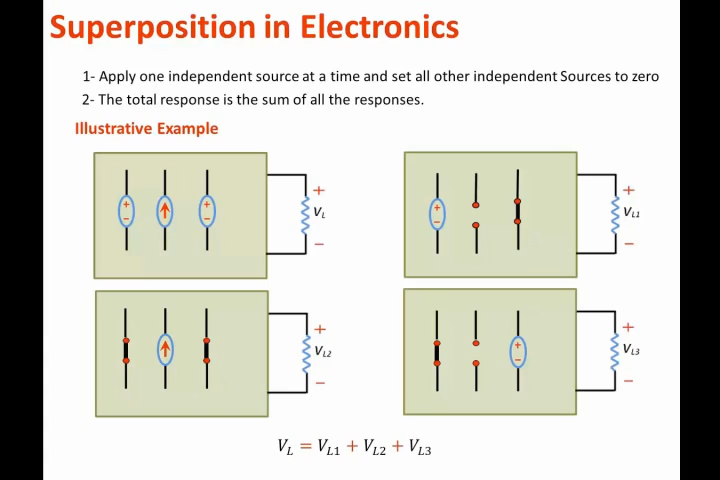 Superposition in Electronics
1- Apply one independent source at a time and set all other independent Sources to zero
2- The total response is the sum of all the responses.
Illustrative Example
+
+ + V_L
- - -
+
+ V_L1
- -
+
V_L2
-
+
+ V_L3
- -
V_L = V_L1 + V_L2 + V_L3